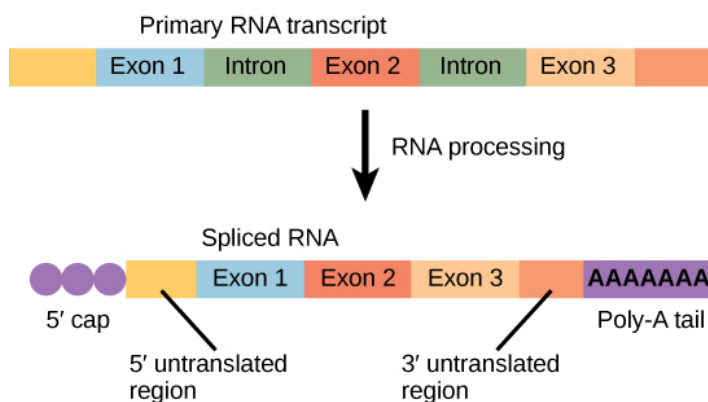 Primary RNA transcript
Exon 1 Intron Exon 2 Intron Exon 3
RNA processing
Spliced RNA
Exon 1 Exon 2 Exon 3 AAAAAAA
5′ cap Poly-A tail
5′ untranslated 3′ untranslated
region region